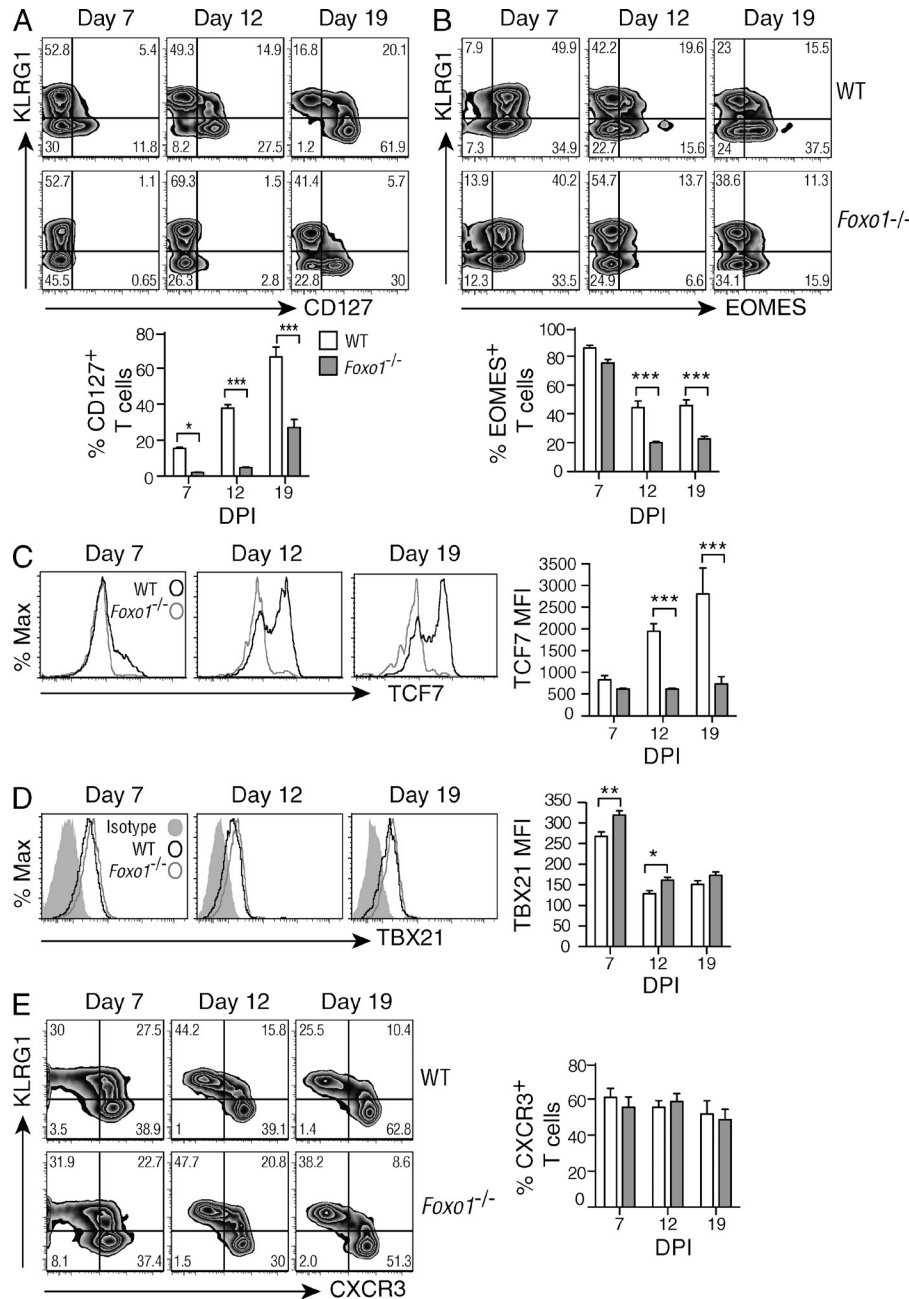 A Day 7 Day 12 Day 19
KLRG1
52.8 5.4 49.3 14.9 16.8 20.1
30 11.8 8.2 27.5 1.2 61.9
52.7 1.1 69.3 1.5 41.4 5.7
45.5 0.65 26.3 2.8 22.8 30
CD127
B Day 7 Day 12 Day 19
KLRG1
7.9 49.9 42.2 19.6 23 15.5
WT
7.3 34.9 22.7 15.6 24 37.5
13.9 40.2 54.7 13.7 38.6 11.3
Foxo1-/-
12.3 33.5 24.9 6.6 34.1 15.9
EOMES
% CD127+
T cells
80
60
40
20
0
* *** ***
WT
Foxo1-/-
7 12 19
DPI
% EOMES+
T cells
100
80
60
40
20
0
*** ***
7 12 19
DPI
C Day 7 Day 12 Day 19
% Max
WT
Foxo1-/-
TCF7
TCF7 MFI
3500
3000
2500
2000
1500
1000
500
0
*** ***
7 12 19
DPI
D Day 7 Day 12 Day 19
% Max
Isotype
WT
Foxo1-/-
TBX21
TBX21 MFI
350
300
250
200
150
100
50
0
** *
7 12 19
DPI
E Day 7 Day 12 Day 19
KLRG1
30 27.5 44.2 15.8 25.5 10.4
WT
3.5 38.9 1 39.1 1.4 62.8
31.9 22.7 47.7 20.8 38.2 8.6
Foxo1-/-
8.1 37.4 1.5 30 2.0 51.3
CXCR3
% CXCR3+
T cells
80
60
40
20
0
7 12 19
DPI